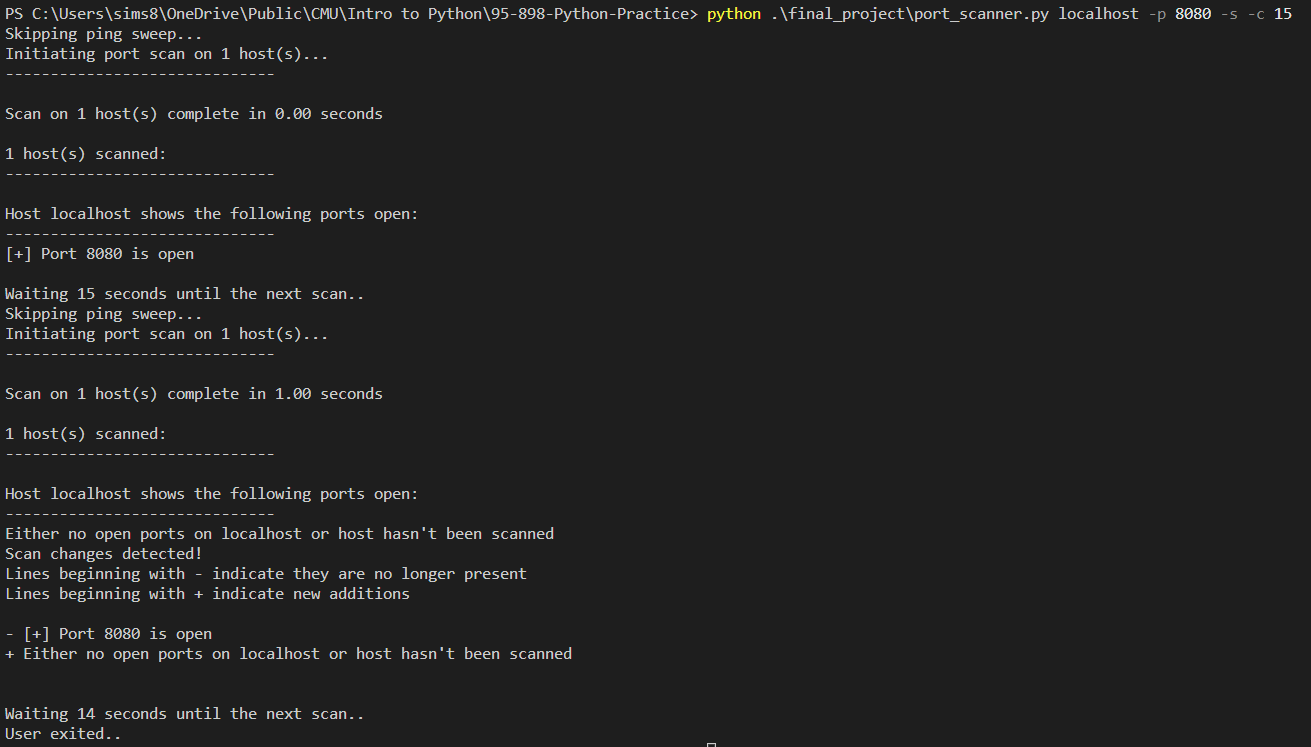 PS C:\Users\sims8\OneDrive\Public\CMU\Intro to Python\95-898-Python-Practice> python .\final_project\port_scanner.py localhost -p 8080 -s -c 15
Skipping ping sweep...
Initiating port scan on 1 host(s)...
------------------------------
Scan on 1 host(s) complete in 0.00 seconds
1 host(s) scanned:
------------------------------
Host localhost shows the following ports open:
------------------------------
[+] Port 8080 is open
Waiting 15 seconds until the next scan..
Skipping ping sweep...
Initiating port scan on 1 host(s)...
------------------------------
Scan on 1 host(s) complete in 1.00 seconds
1 host(s) scanned:
------------------------------
Host localhost shows the following ports open:
------------------------------
Either no open ports on localhost or host hasn't been scanned
Scan changes detected!
Lines beginning with - indicate they are no longer present
Lines beginning with + indicate new additions
- [+] Port 8080 is open
+ Either no open ports on localhost or host hasn't been scanned
Waiting 14 seconds until the next scan..
User exited..